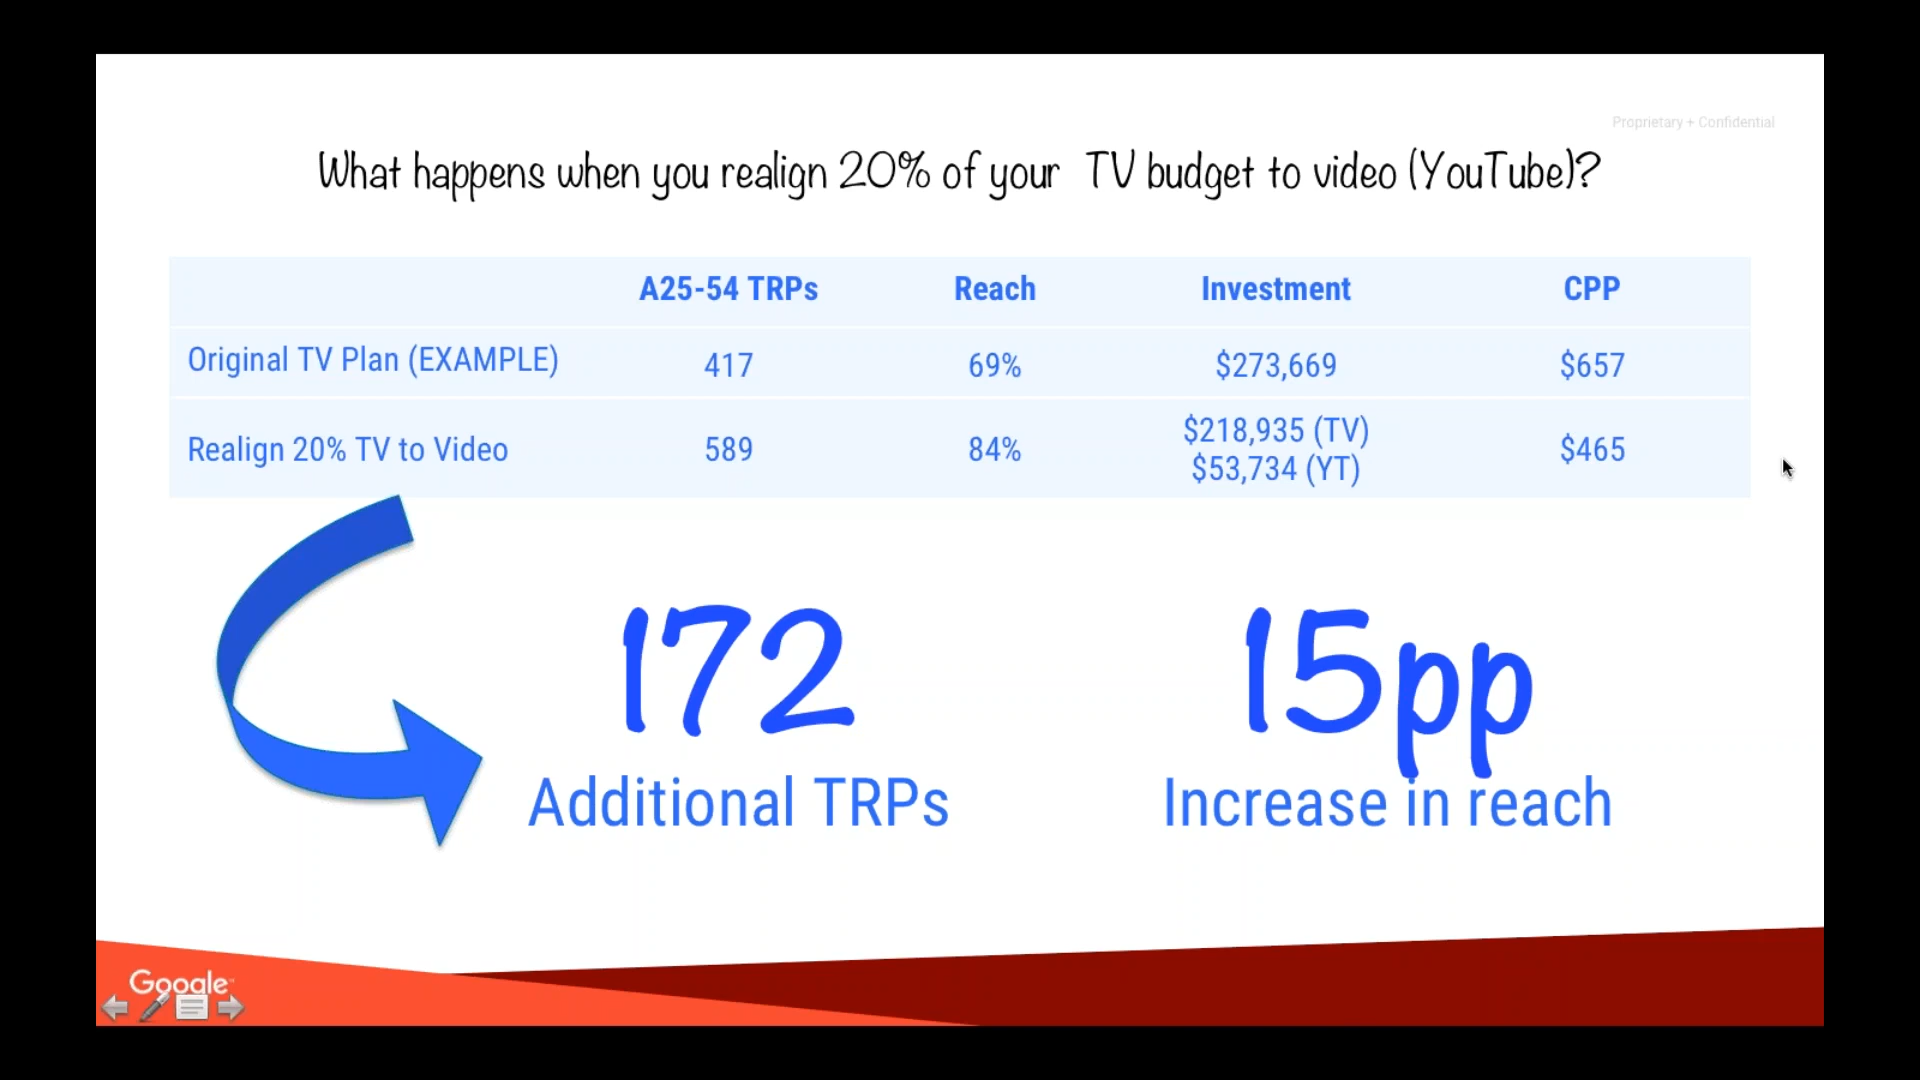 Proprietary + Confidential
What happens when you realign 20% of your TV budget to video (YouTube)?
A25-54 TRPs Reach Investment CPP
Original TV Plan (EXAMPLE) 417 69% $273,669 $657
Realign 20% TV to Video 589 84% $218,935 (TV) $465
$53,734 (YT)
172 15pp
Additional TRPs Increase in reach
Google